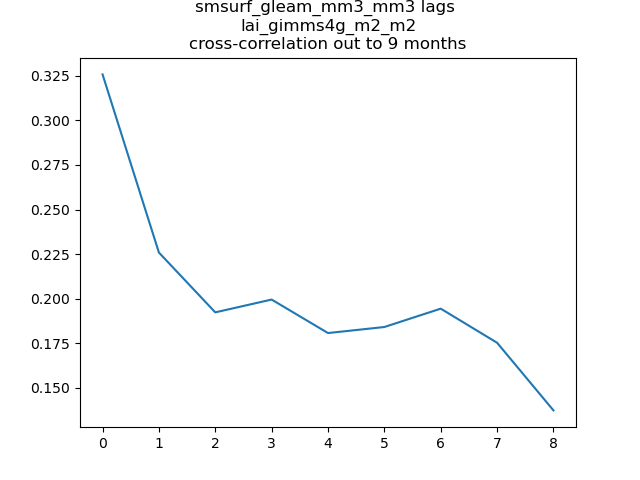 smsurf_gleam_mm3_mm3 lags
lai_gimms4g_m2_m2
cross-correlation out to 9 months
0.325
0.300
0.275
0.250
0.225
0.200
0.175
0.150
0 1 2 3 4 5 6 7 8